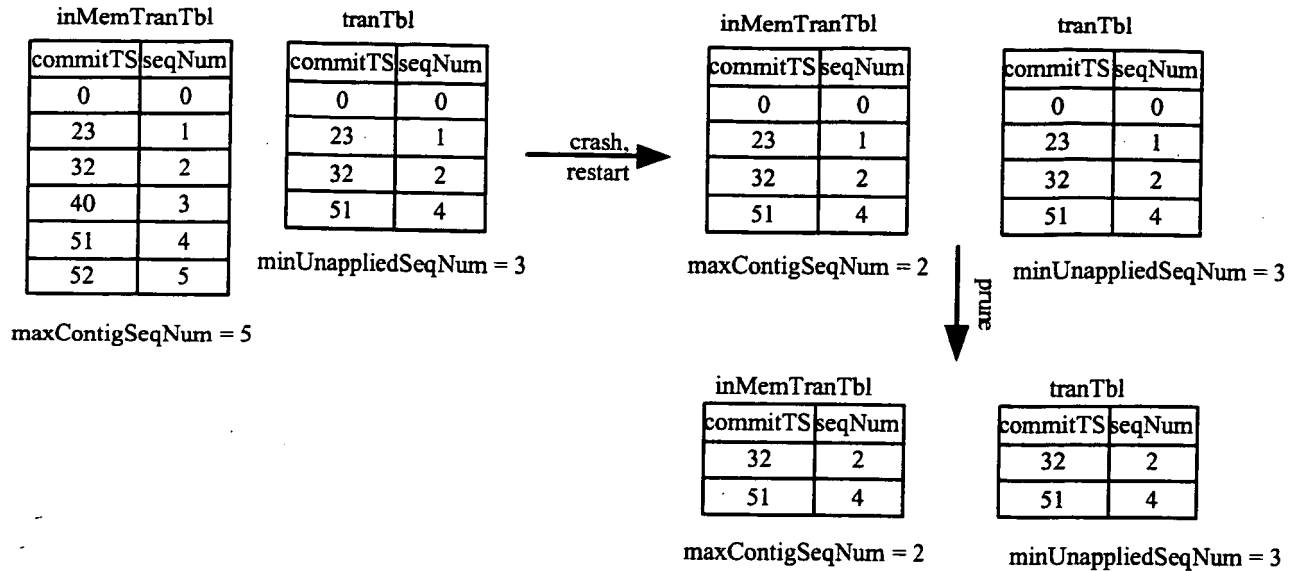 inMemTranTbl
commitTS seqNum
0 0
23 1
32 2
40 3
51 4
52 5
maxContigSeqNum = 5
tranTbl
commitTS seqNum
0 0
23 1
32 2
51 4
minUnappliedSeqNum = 3
crash,
restart
inMemTranTbl
commitTS seqNum
0 0
23 1
32 2
51 4
maxContigSeqNum = 2
tranTbl
commitTS seqNum
0 0
23 1
32 2
51 4
minUnappliedSeqNum = 3
prune
inMemTranTbl
commitTS seqNum
32 2
51 4
maxContigSeqNum = 2
tranTbl
commitTS seqNum
32 2
51 4
minUnappliedSeqNum = 3